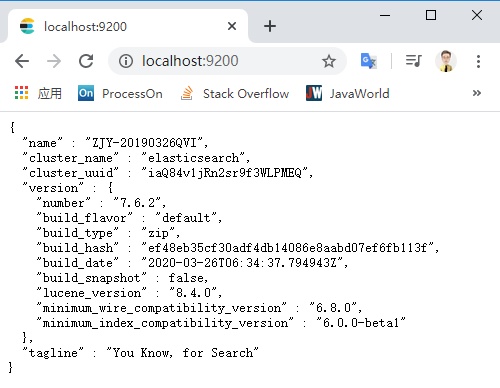 localhost:9200
localhost:9200
应用 On ProcessOn Stack Overflow JW JavaWorld »
{
"name" : "ZJY-20190326QVI",
"cluster_name" : "elasticsearch",
"cluster_uuid" : "iaQ84v1jRn2sr9f3WLPMEQ",
"version" : {
"number" : "7.6.2",
"build_flavor" : "default",
"build_type" : "zip",
"build_hash" : "ef48eb35cf30adf4db14086e8aabd07ef6fb113f",
"build_date" : "2020-03-26T06:34:37.794943Z",
"build_snapshot" : false,
"lucene_version" : "8.4.0",
"minimum_wire_compatibility_version" : "6.8.0",
"minimum_index_compatibility_version" : "6.0.0-beta1"
},
"tagline" : "You Know, for Search"
}